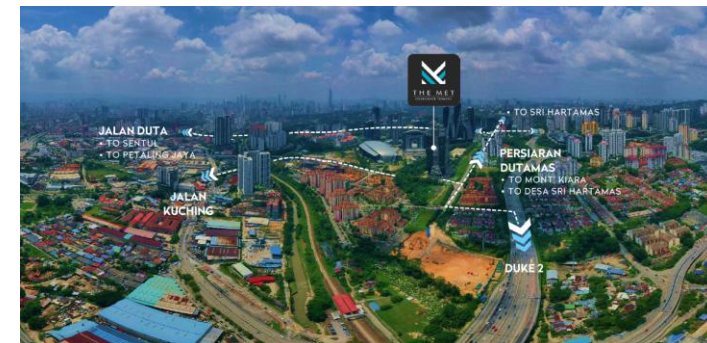 THE MET
• TO SRI HARTAMAS
JALAN DUTA
• TO SENTUL
• TO PETALING JAYA
PERSIARAN
DUTAMAS
• TO MONT. KIARA
• TO DESA SRI HARTAMAS
JALAN
KUCHING
DUKE 2